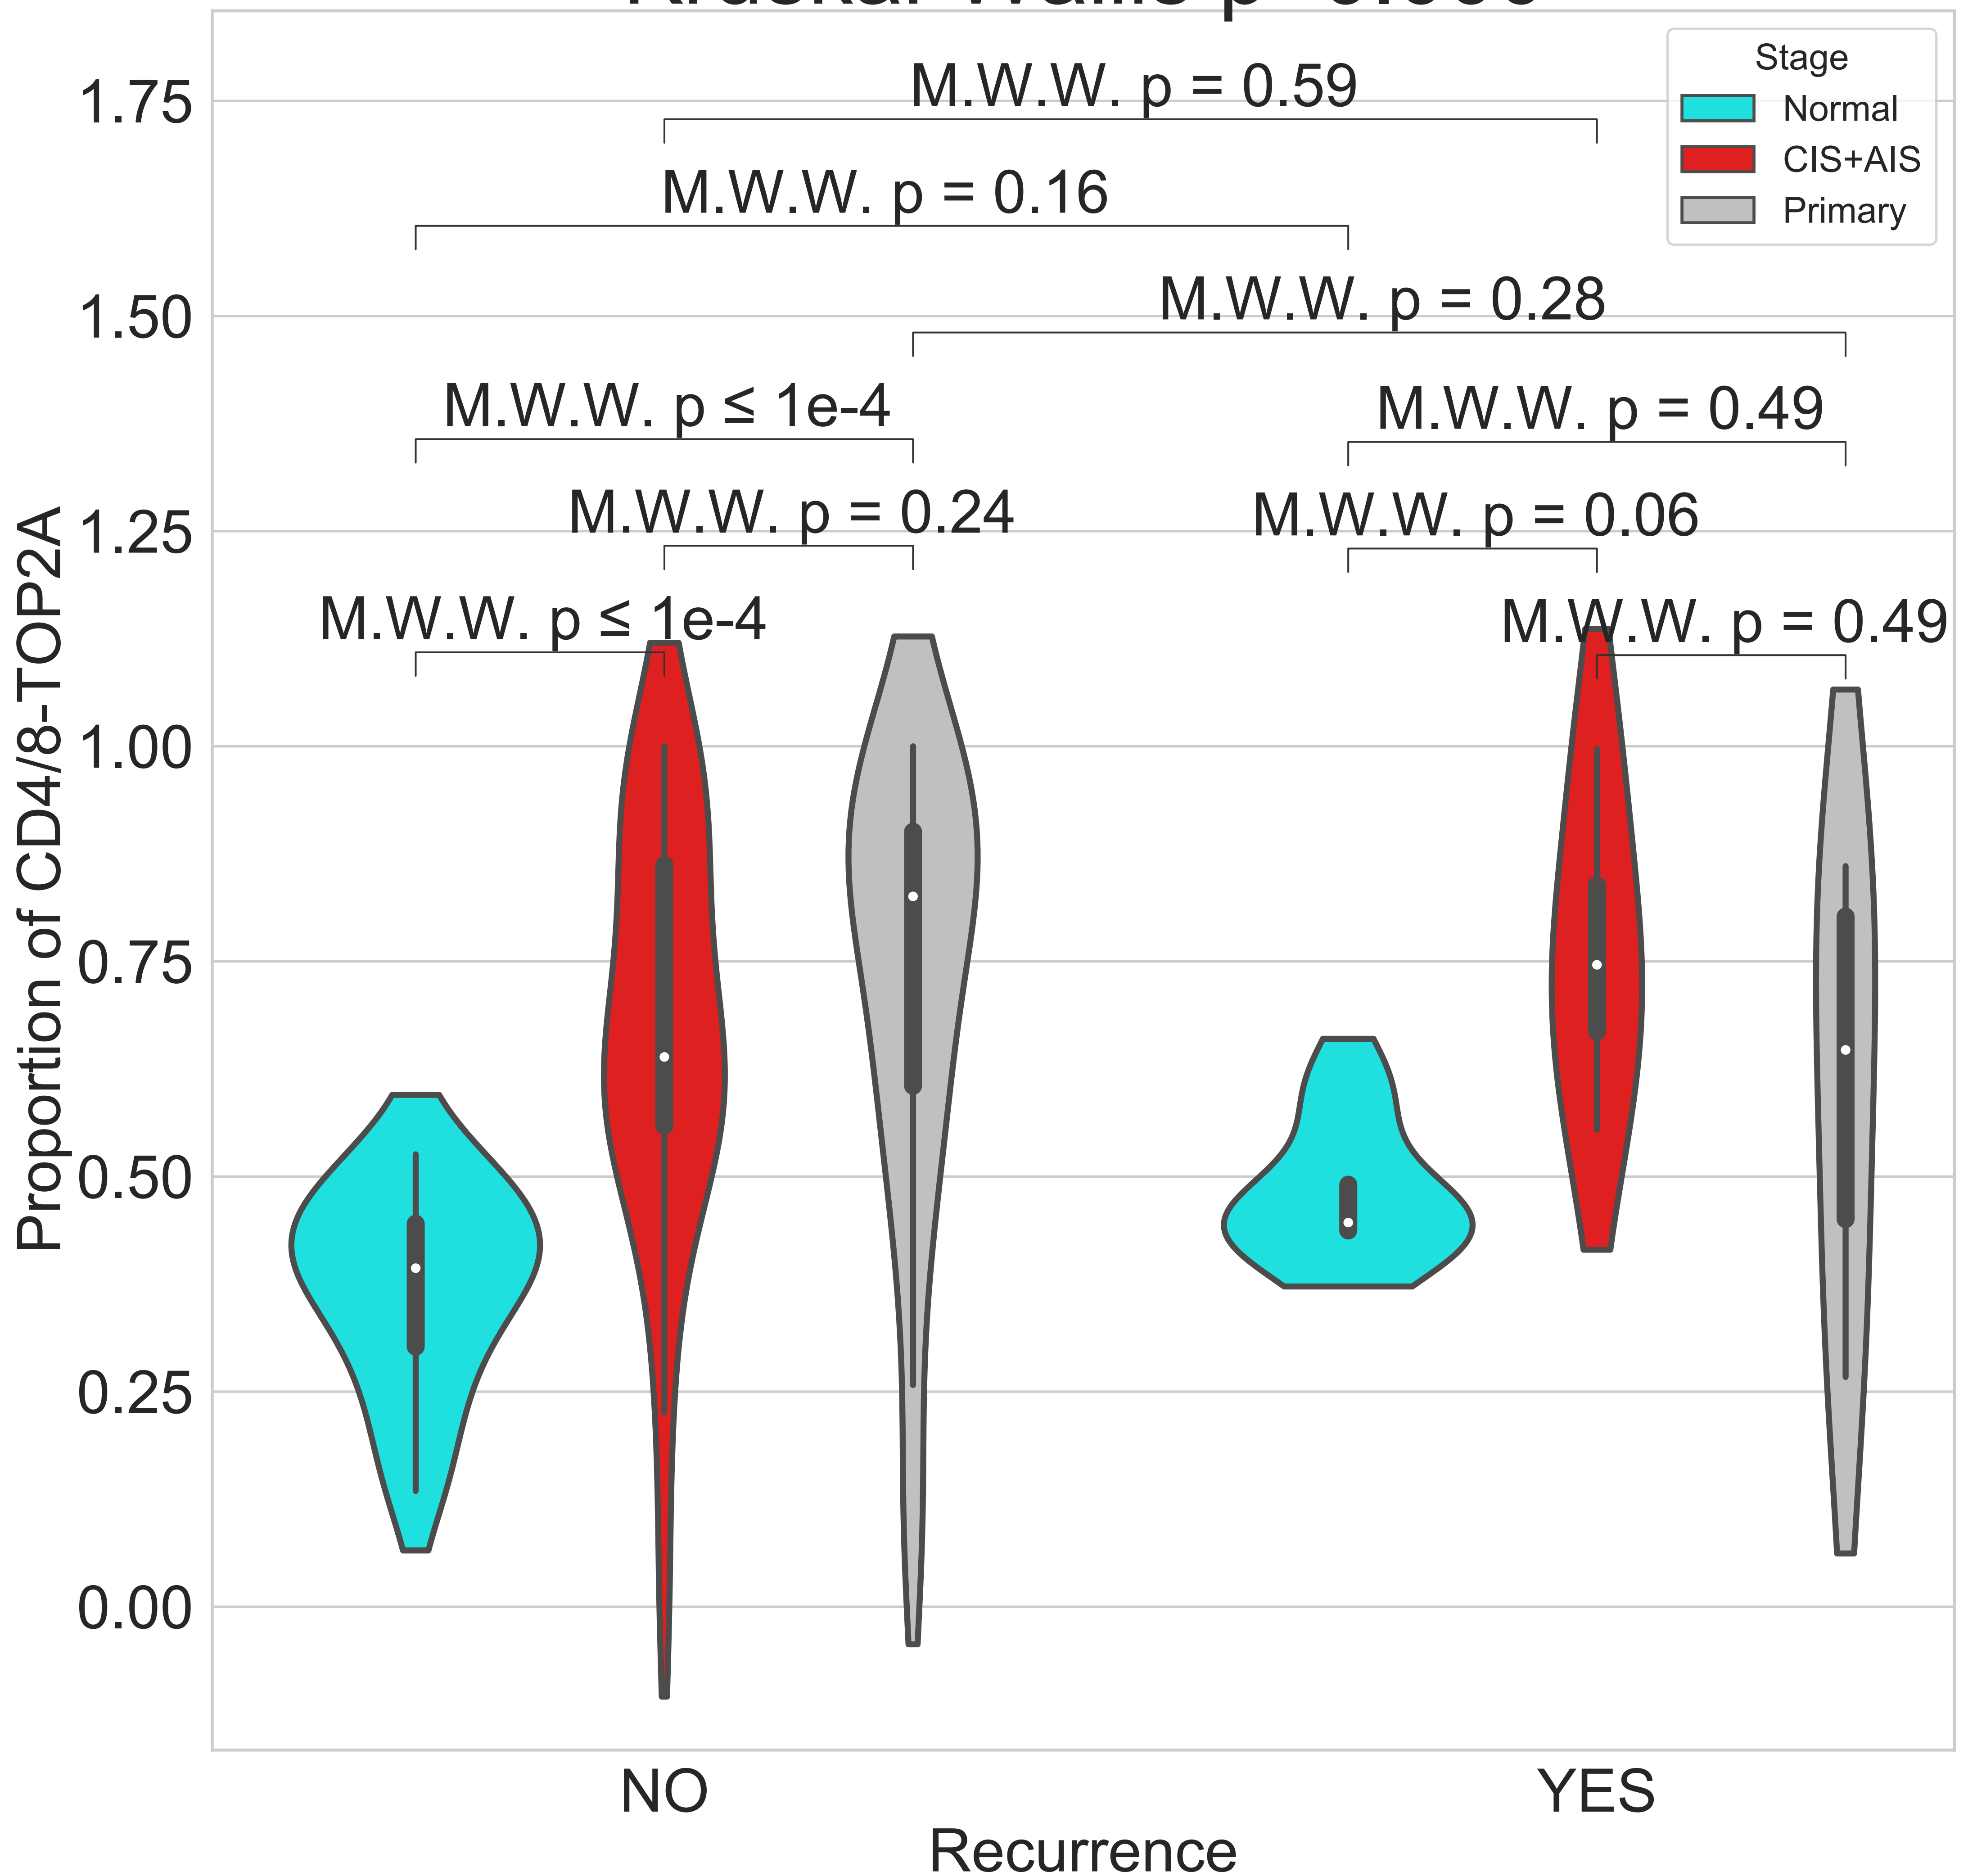 Stage
Normal
CIS+AIS
Primary
M.W.W. p = 0.59
M.W.W. p = 0.16
M.W.W. p = 0.28
M.W.W. p ≤ 1e-4
M.W.W. p = 0.49
M.W.W. p = 0.24
M.W.W. p = 0.06
M.W.W. p ≤ 1e-4
M.W.W. p = 0.49
1.75
1.50
1.25
1.00
0.75
0.50
0.25
0.00
Proportion of CD4/8-TOP2A
NO
YES
Recurrence